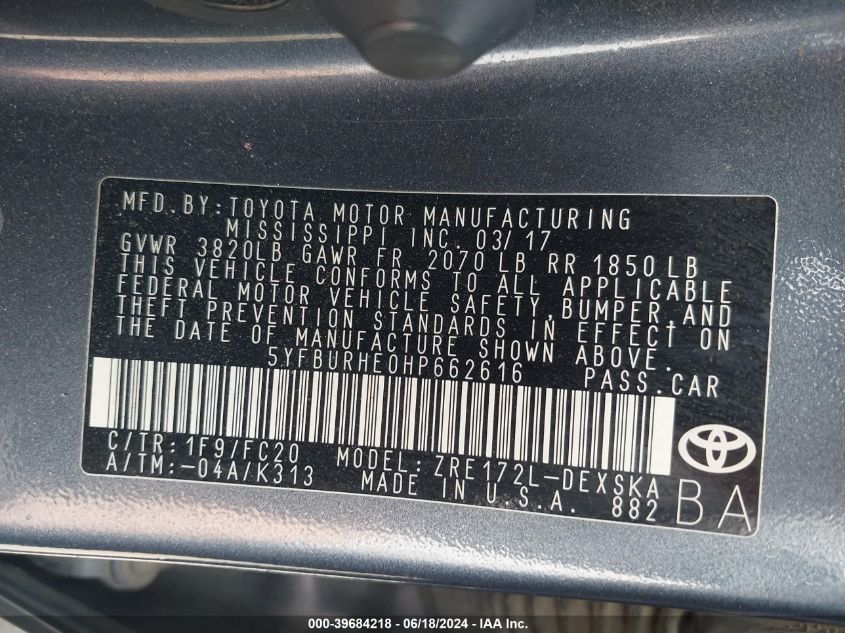 MFD.BY:TOYOTA MOTOR MANUFACTURING
MISSISSIPPI INC. 03/17
GVWR 3820LB GAWR FR 2070 LB RR 1850 LB
THIS VEHICLE CONFORMS TO ALL APPLICABLE
FEDERAL MOTOR VEHICLE SAFETY,BUMPER,AND
THEFT PREVENTION STANDARDS IN EFFECT ON
THE DATE OF MANUFACTURE SHOWN ABOVE.
5YFBURHE0HP662616 PASS.CAR
C/TR:1F9/FC20 MODEL:ZRE172L-DEXSKA
A/TM:-04A/K313 MADE IN U.S.A. 882
BA
000-39684218 - 06/18/2024 - © IAA Inc.